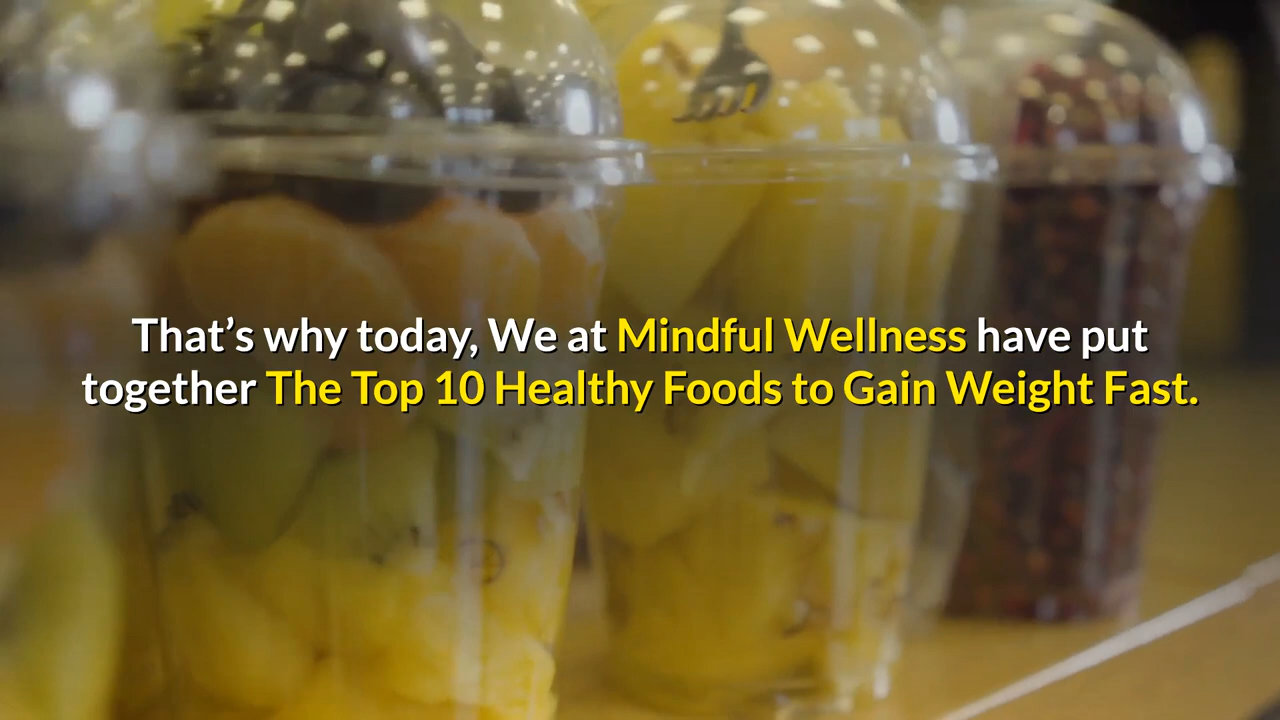 That’s why today, We at Mindful Wellness have put
together The Top 10 Healthy Foods to Gain Weight Fast.